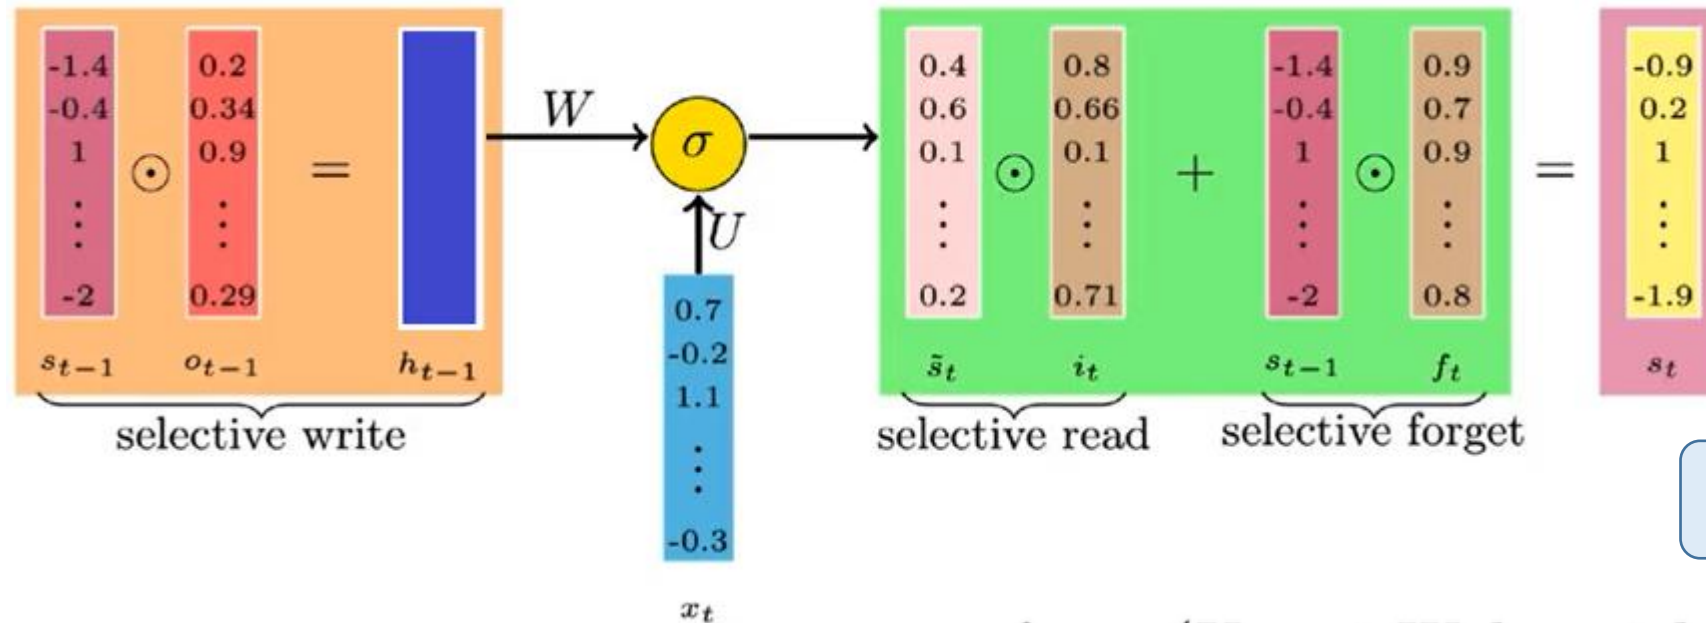 -1.4 0.2 0.4 0.8 -1.4 0.9 -0.9
-0.4 0.34 W 0.6 0.66 -0.4 0.7 0.2
1 ⊙ 0.9 = σ 0.1 ⊙ 0.1 + 1 ⊙ 0.9 = 1
⋮ ⋮ U ⋮ ⋮ ⋮ ⋮ ⋮
-2 0.29 0.2 0.71 -2 0.8 -1.9
s_{t−1} o_{t−1} h_{t−1} s̃_t i_t s_{t−1} f_t s_t
selective write selective read selective forget
0.7
-0.2
1.1
⋮
-0.3
x_t